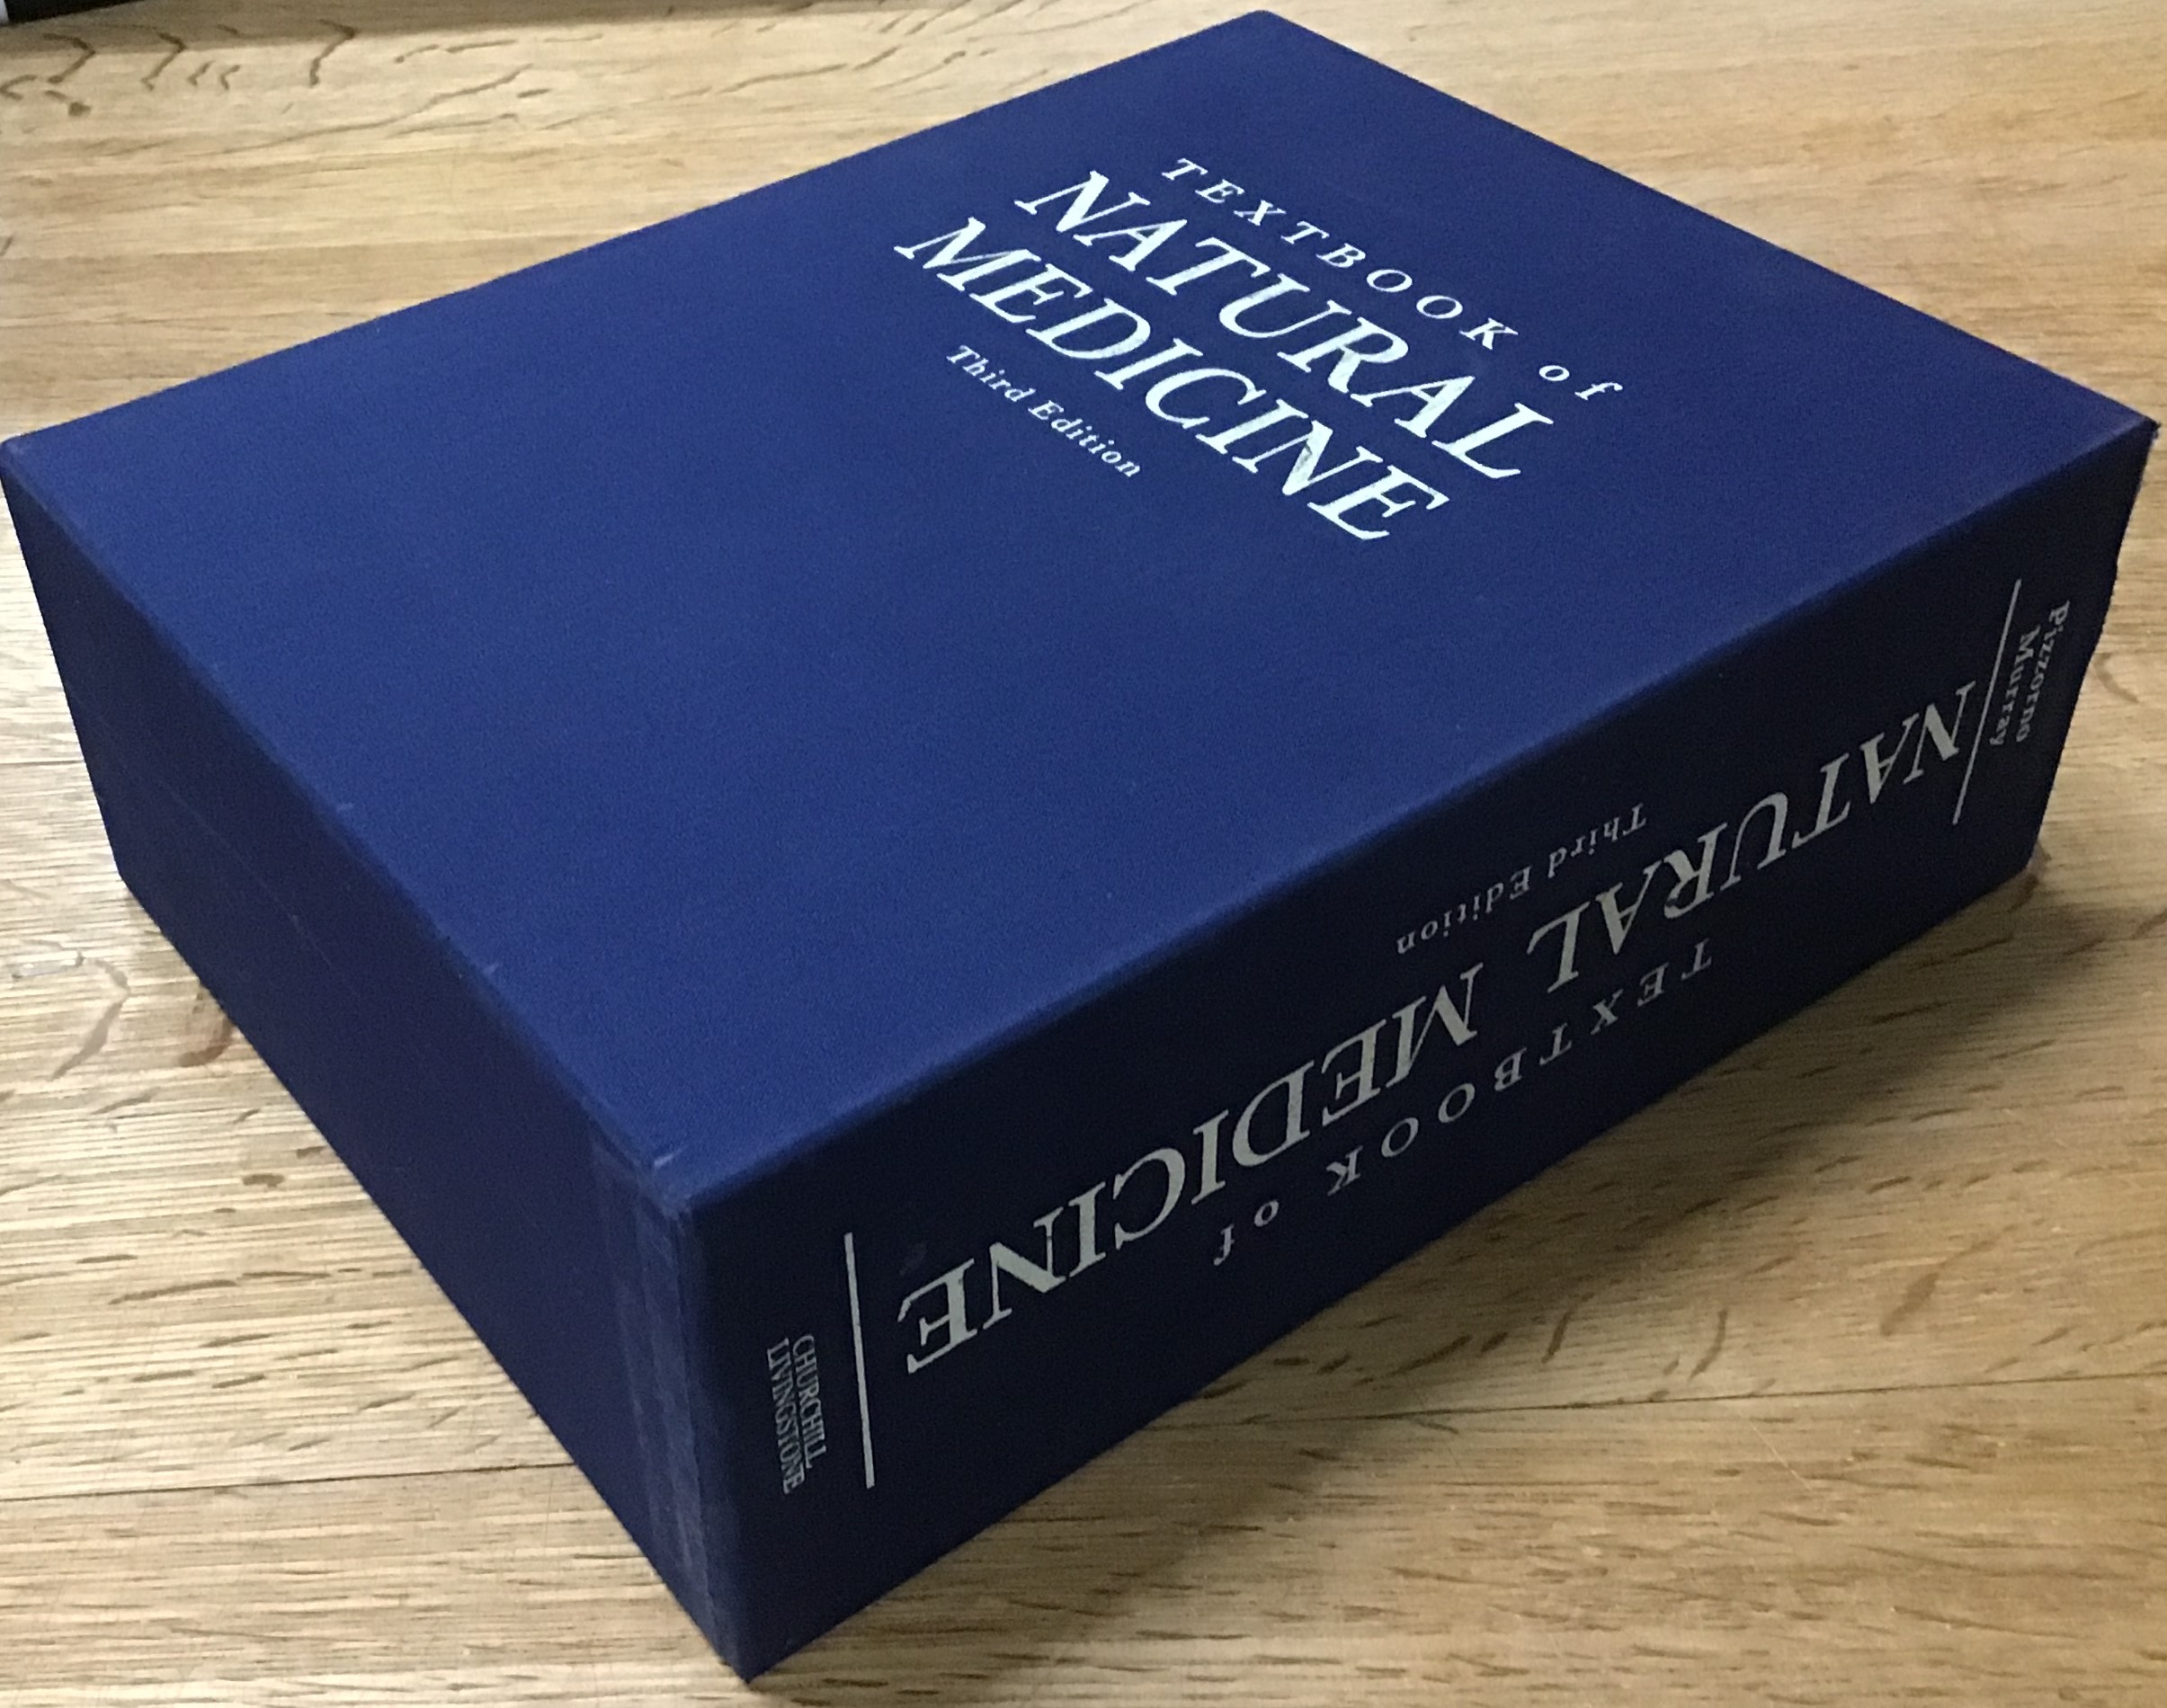 TEXTBOOK of
NATURAL
MEDICINE
Third Edition
Pizzorno
Murray
TEXTBOOK of
NATURAL MEDICINE
Third Edition
CHURCHILL
LIVINGSTONE